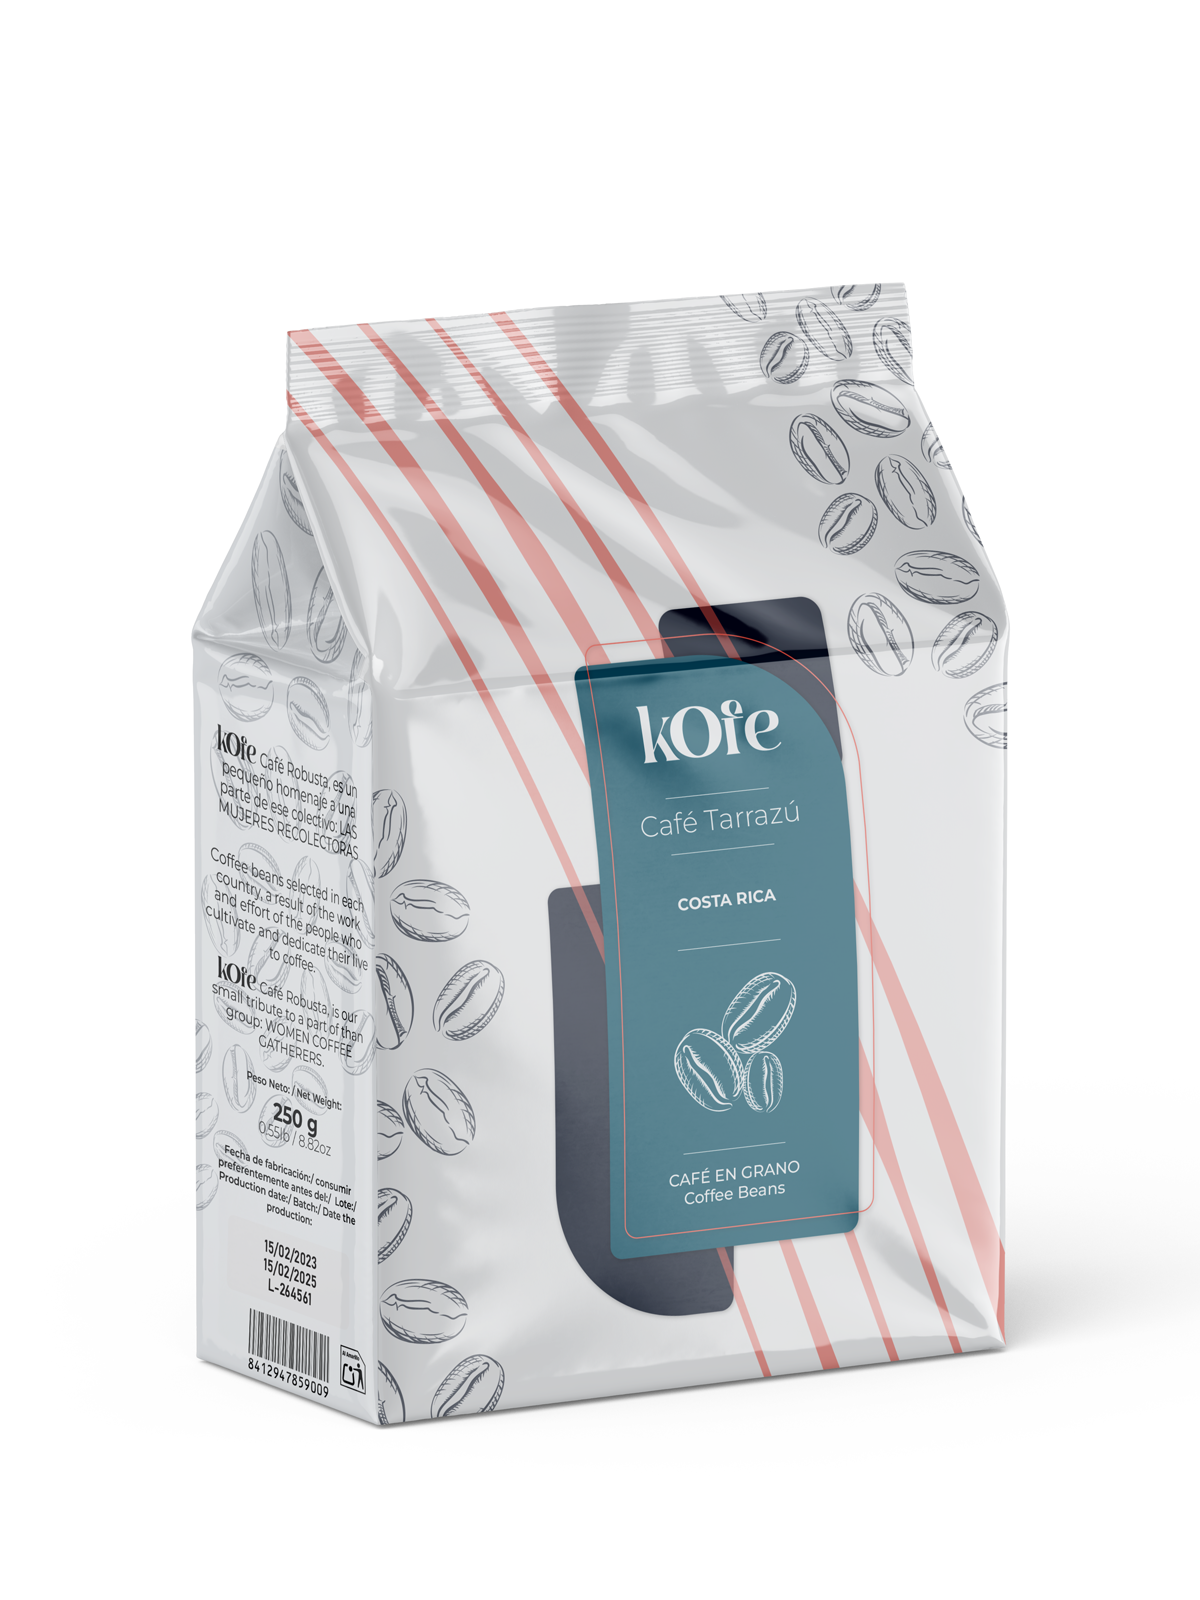 kOfe
Café Tarrazú
COSTA RICA
CAFÉ EN GRANO
Coffee Beans
kOfe Café Robusta, es un
pequeño homenaje a una
parte de ese colectivo: LAS
MUJERES RECOLECTORAS
Coffee beans selected in each
country, a result of the work
and effort of the people who
cultivate and dedicate their live
to coffee.
kOfe Café Robusta, is our
small tribute to a part of than
group: WOMEN COFFEE
GATHERERS.
Peso Neto: / Net Weight:
250 g
0.55lb / 8.82oz
Fecha de fabricación:/ consumir
preferentemente antes del:/ Lote:/
Production date:/ Batch:/ Date the
production:
15/02/2023
15/02/2025
L-264561
8412947859009
Al Amarillo